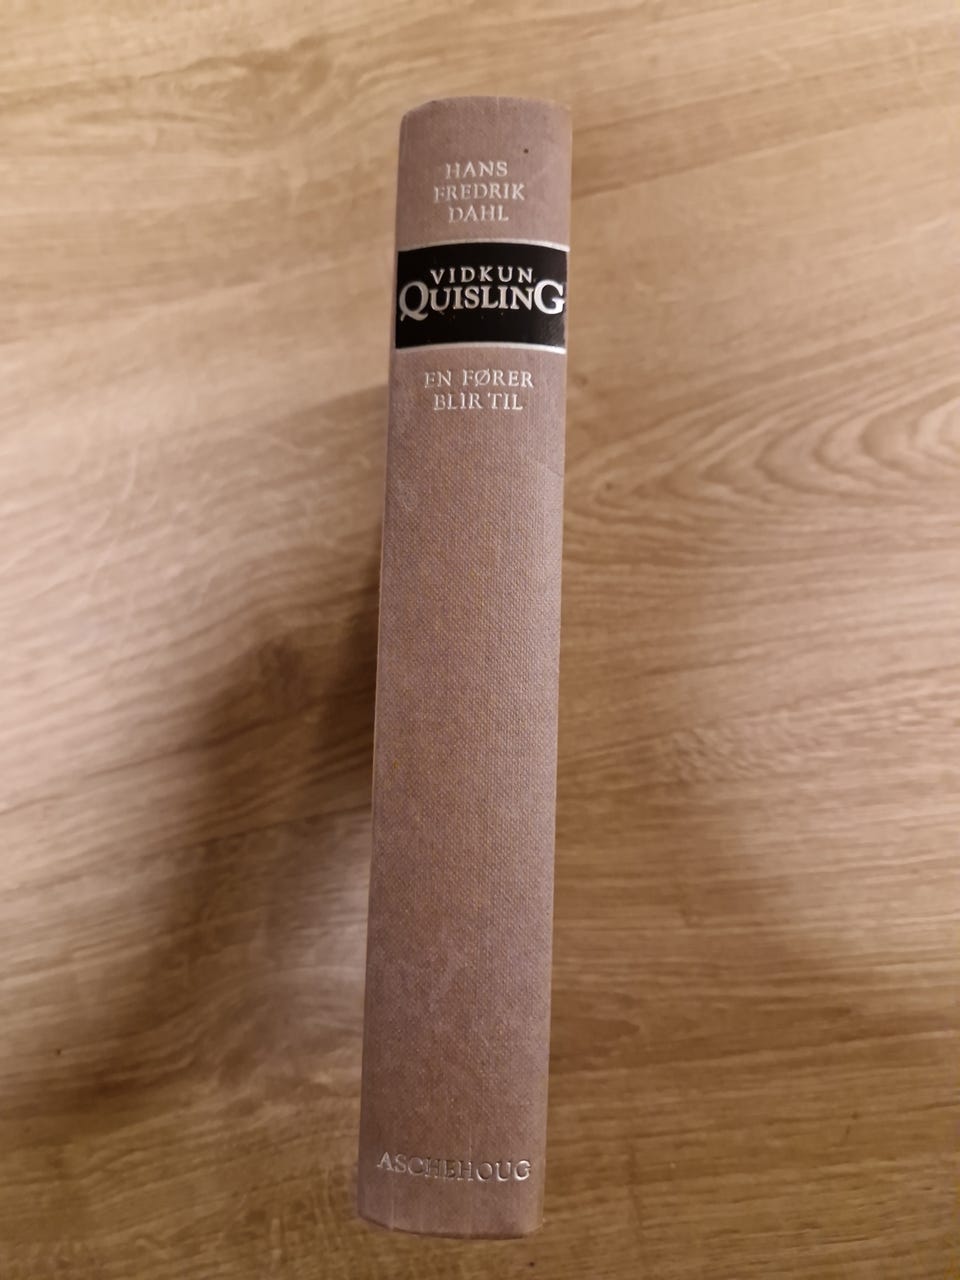 HANS
FREDRIK
DAHL
VIDKUN
QUISLING
EN FØRER
BLIR TIL
ASCHEHOUG